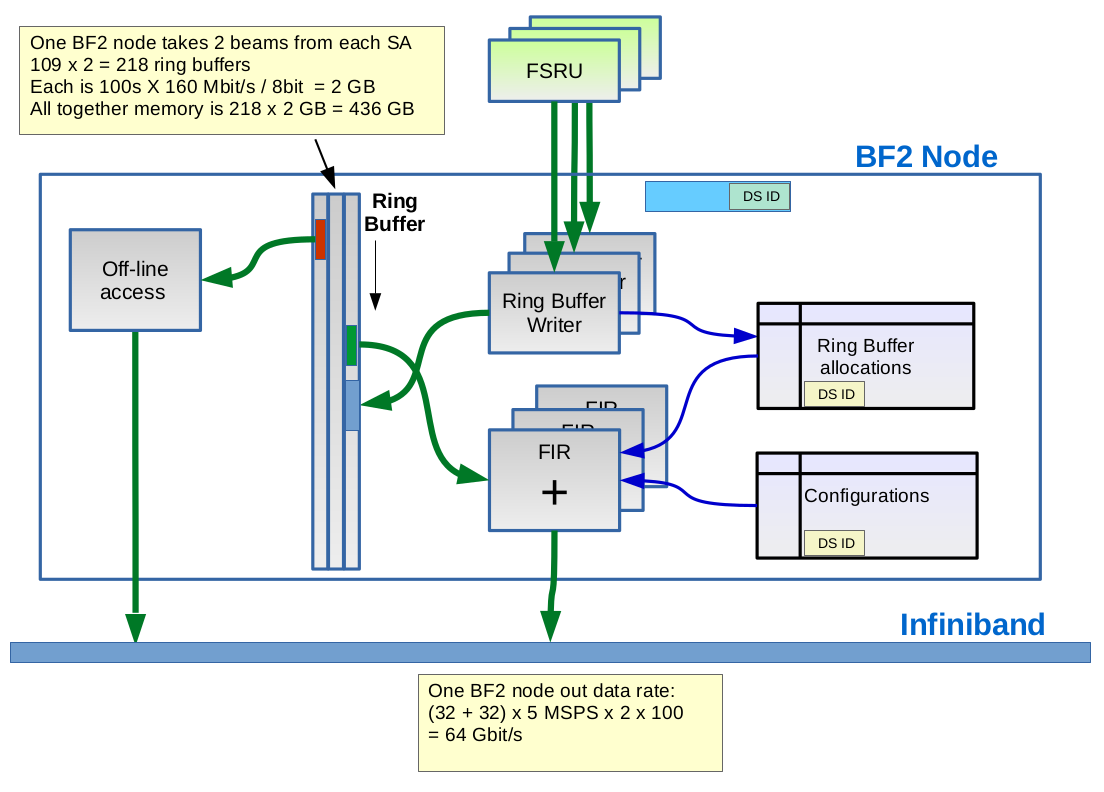 One BF2 node takes 2 beams from each SA
109 x 2 = 218 ring buffers
Each is 100s X 160 Mbit/s / 8bit  = 2 GB
All together memory is 218 x 2 GB = 436 GB
FSRU
BF2 Node
DS ID
Ring
Buffer
Off-line
access
r
Ring Buffer
Writer
Ring Buffer
allocations
DS ID
FIR
FIR
FIR
+
Configurations
DS ID
Infiniband
One BF2 node out data rate:
(32 + 32) x 5 MSPS x 2 x 100
= 64 Gbit/s